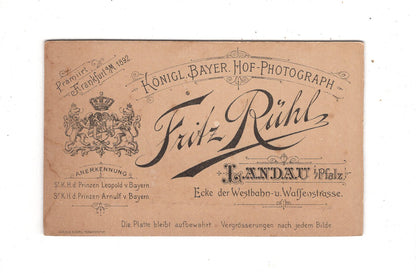 Prämiirt
Frankfurt a/M. 1892.
KÖNIGL. BAYER. HOF-PHOTOGRAPH
Fritz Rühl,
LANDAU i/Pfalz
Ecke der Westbahn-u. Waffenstrasse.
ANERKENNUNG
Sr. K. H. d. Prinzen Leopold v. Bayern.
Sr. K. H. d. Prinzen Arnulf v. Bayern.
Die Platte bleibt aufbewahrt u. Vergrösserungen nach jedem Bilde.